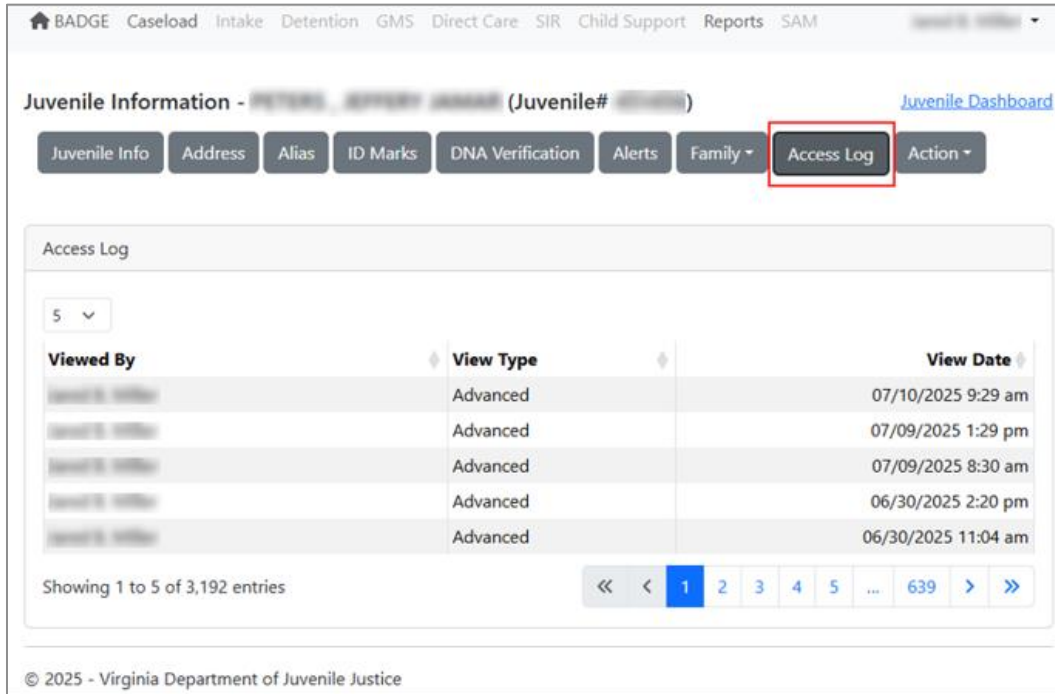 BADGE Caseload Intake Detention GMS Direct Care SIR Child Support Reports SAM
Juvenile Information - (Juvenile# )
Juvenile Dashboard
Juvenile Info Address Alias ID Marks DNA Verification Alerts Family Access Log Action
Access Log
5
Viewed By View Type View Date
Advanced 07/10/2025 9:29 am
Advanced 07/09/2025 1:29 pm
Advanced 07/09/2025 8:30 am
Advanced 06/30/2025 2:20 pm
Advanced 06/30/2025 11:04 am
Showing 1 to 5 of 3,192 entries « < 1 2 3 4 5 ... 639 > »
© 2025 - Virginia Department of Juvenile Justice